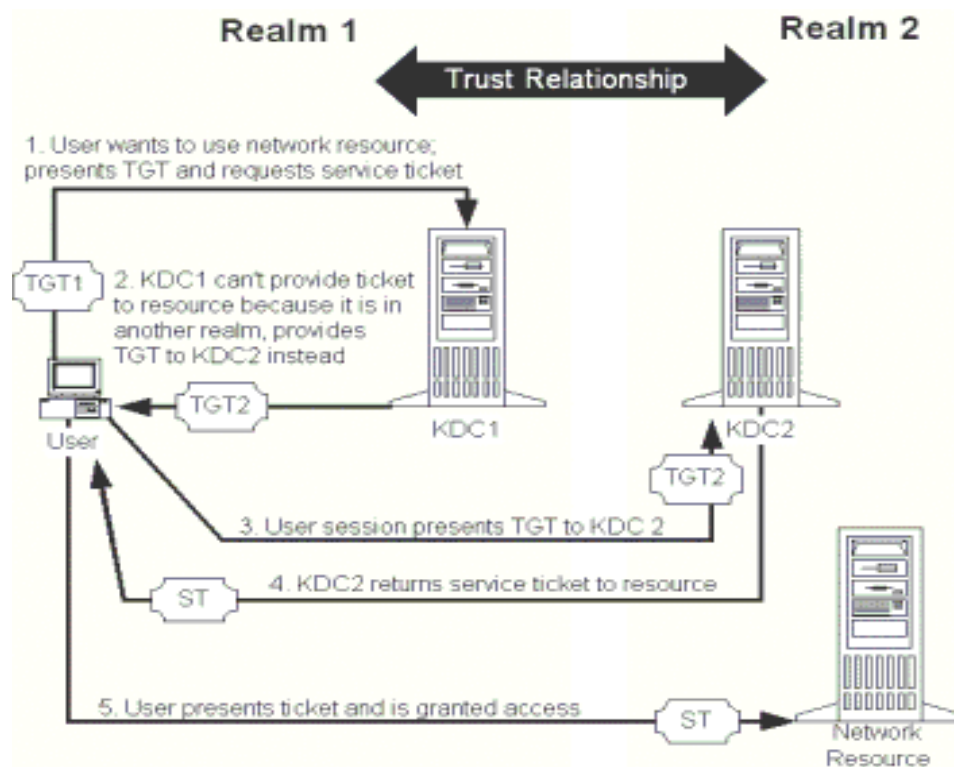 Realm 1
Realm 2
Trust Relationship
1. User wants to use network resource;
presents TGT and requests service ticket
TGT1
2. KDC1 can't provide ticket
to resource because it is in
another realm, provides
TGT to KDC2 instead
TGT2
User
KDC1
KDC2
TGT2
3. User session presents TGT to KDC 2
4. KDC2 returns service ticket to resource
ST
5. User presents ticket and is granted access
ST
Network
Resource